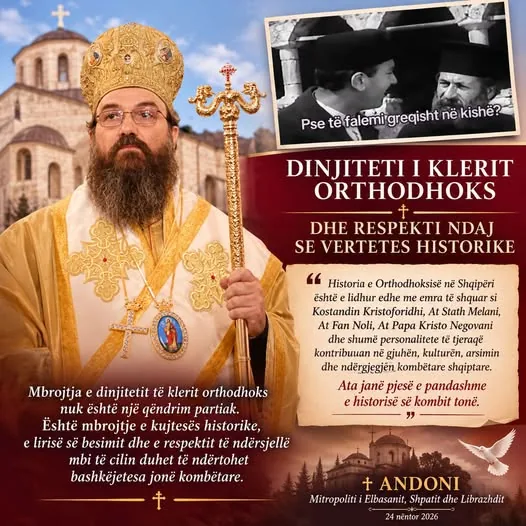 Pse të falemi greqisht në kishë?
DINJITETI I KLERIT
ORTHODHOKS
DHE RESPEKTI NDAJ
SE VERTETES HISTORIKE
“ Historia e Orthodhoksisë në Shqipëri
është e lidhur edhe me emra të shquar si
Kostandin Kristoforidhi, At Stath Melani,
At Fan Noli, At Papa Kristo Negovani
dhe shumë personalitete të tjeraqë
kontribuan në gjuhën, kulturën, arsimin
dhe ndërgjegjën kombëtare shqiptare.
Ata janë pjesë e pandashme
e historisë së kombit tonë.
”
Mbrojtja e dinjitetit të klerit orthodhoks
nuk është një qëndrim partiak.
Është mbrojtje e kujtesës historike,
e lirisë së besimit dhe e respektit të ndërsjellë
mbi të cilin duhet të ndërtohet
bashkëjetesa jonë kombëtare.
✝ ANDONI
Mitropoliti i Elbasanit, Shpatit dhe Librazhdit
24 nëntor 2026